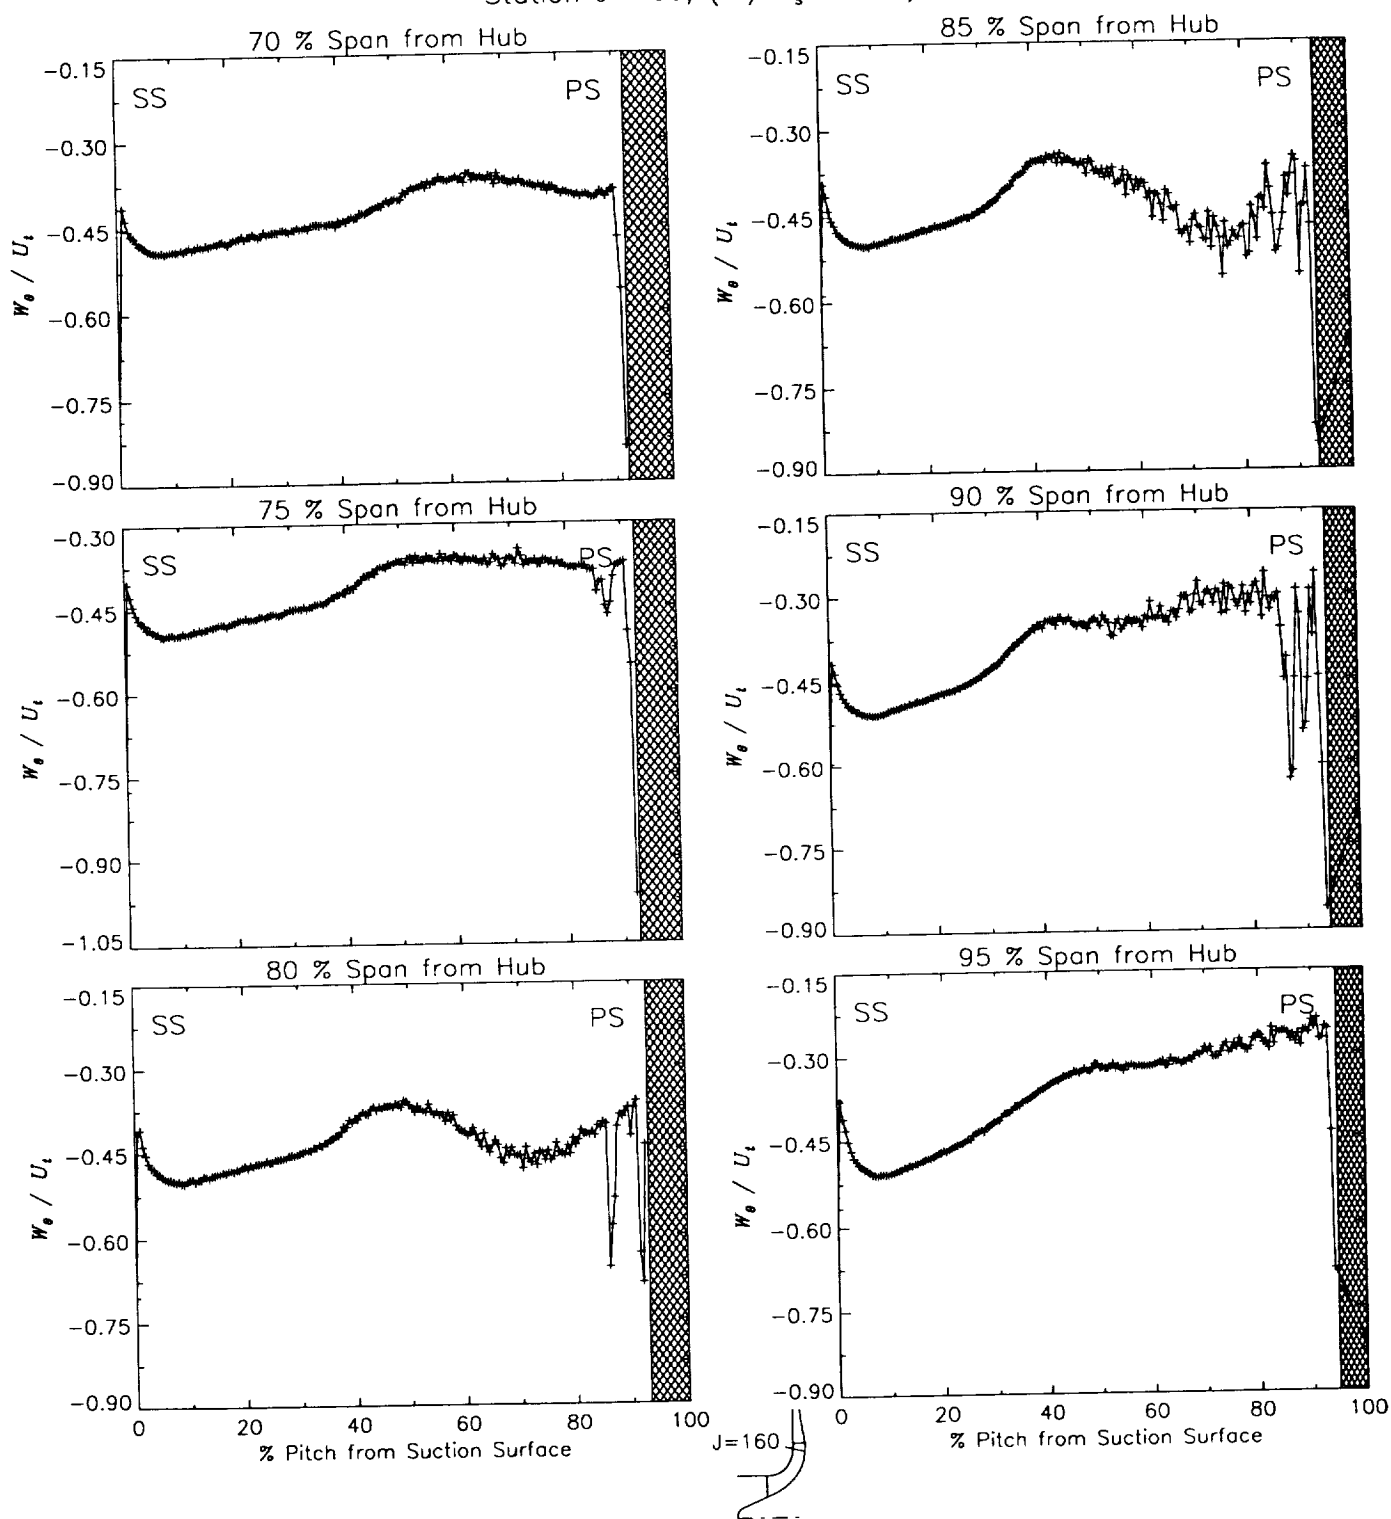 70 % Span from Hub
−0.15
−0.30
−0.45
−0.60
−0.75
−0.90
W_θ / U_t
SS
PS
75 % Span from Hub
−0.30
−0.45
−0.60
−0.75
−0.90
−1.05
W_θ / U_t
SS
PS
80 % Span from Hub
−0.15
−0.30
−0.45
−0.60
−0.75
−0.90
W_θ / U_t
SS
PS
0 20 40 60 80 100
% Pitch from Suction Surface
85 % Span from Hub
−0.15
−0.30
−0.45
−0.60
−0.75
−0.90
W_θ / U_t
SS
PS
90 % Span from Hub
−0.15
−0.30
−0.45
−0.60
−0.75
−0.90
W_θ / U_t
SS
PS
95 % Span from Hub
−0.15
−0.30
−0.45
−0.60
−0.75
−0.90
W_θ / U_t
SS
PS
0 20 40 60 80 100
% Pitch from Suction Surface
J=160